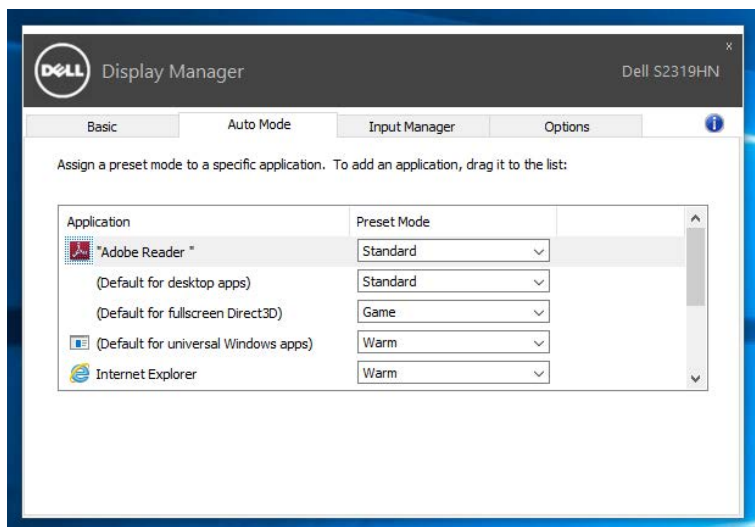 DELL Display Manager Dell S2319HN
x
Basic Auto Mode Input Manager Options
Assign a preset mode to a specific application. To add an application, drag it to the list:
Application Preset Mode
"Adobe Reader " Standard
(Default for desktop apps) Standard
(Default for fullscreen Direct3D) Game
(Default for universal Windows apps) Warm
Internet Explorer Warm